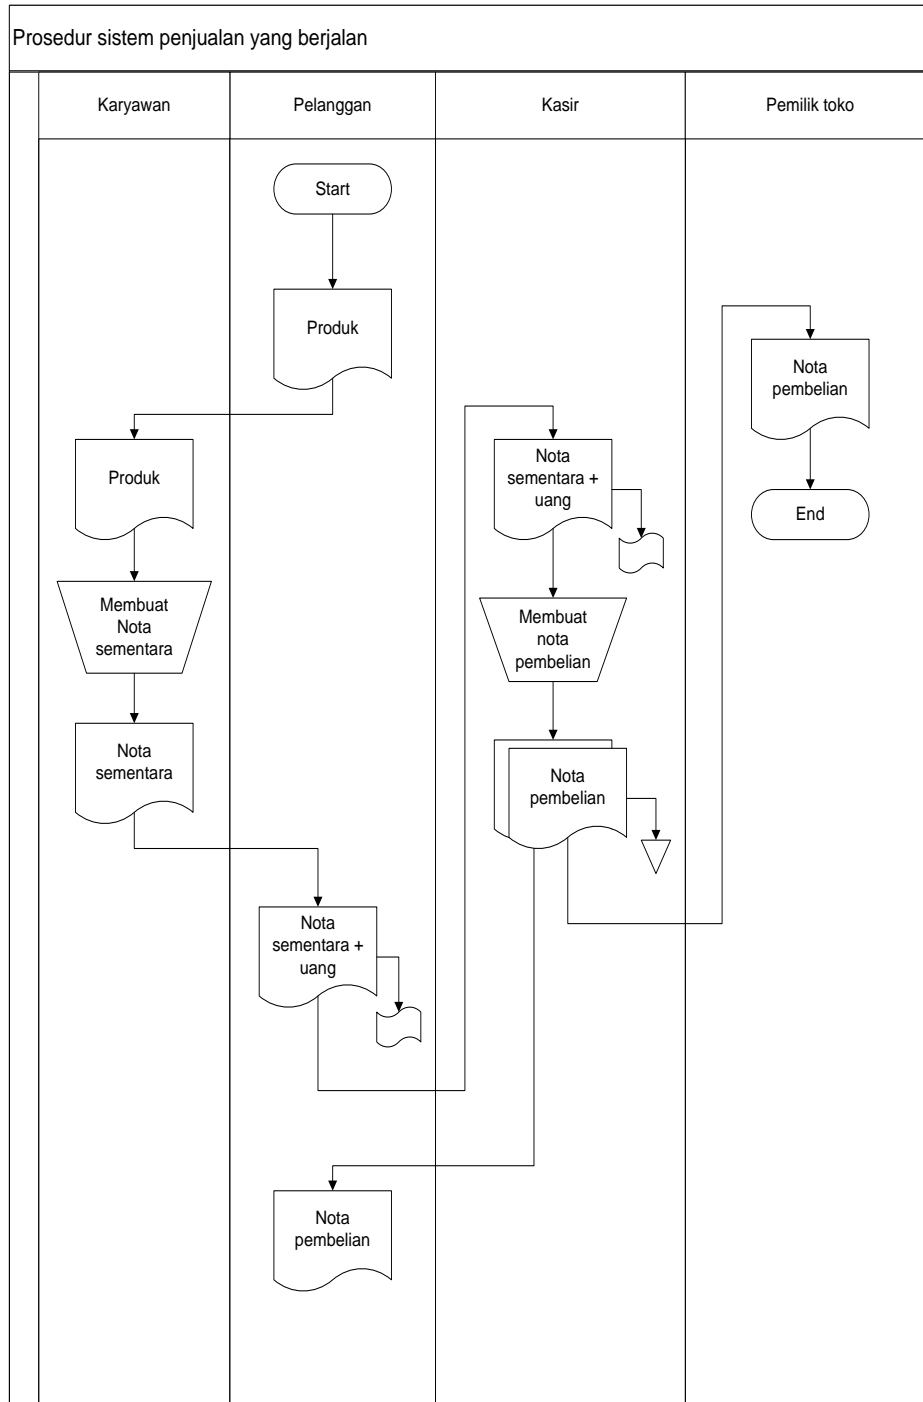 Prosedur sistem penjualan yang berjalan
Karyawan
Pelanggan
Kasir
Pemilik toko
Start
Produk
Produk
Membuat
Nota
sementara
Nota
sementara
Nota
sementara +
uang
Nota
sementara +
uang
Membuat
nota
pembelian
Nota
pembelian
Nota
pembelian
Nota
pembelian
End